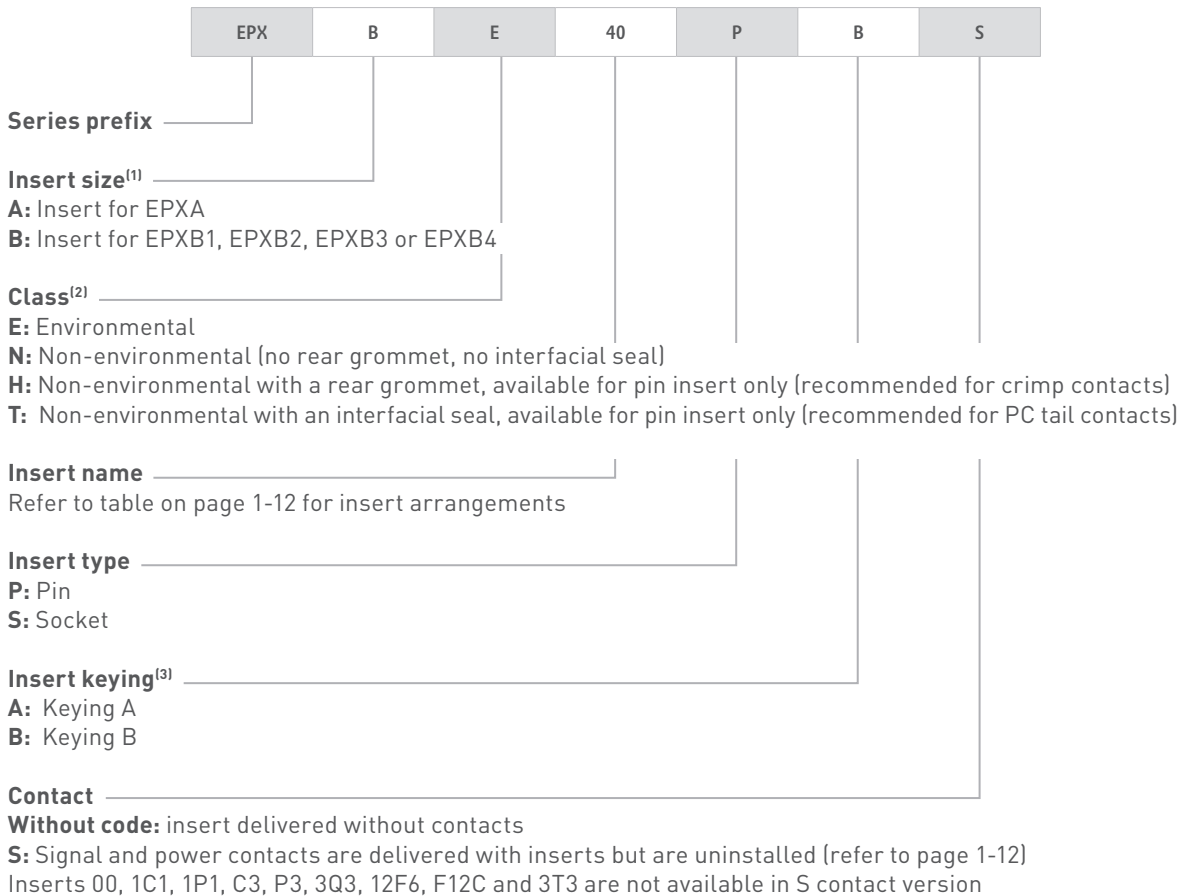 EPX B E 40 P B S
Series prefix
Insert size(1)
A: Insert for EPXA
B: Insert for EPXB1, EPXB2, EPXB3 or EPXB4
Class(2)
E: Environmental
N: Non-environmental (no rear grommet, no interfacial seal)
H: Non-environmental with a rear grommet, available for pin insert only (recommended for crimp contacts)
T: Non-environmental with an interfacial seal, available for pin insert only (recommended for PC tail contacts)
Insert name
Refer to table on page 1-12 for insert arrangements
Insert type
P: Pin
S: Socket
Insert keying(3)
A: Keying A
B: Keying B
Contact
Without code: insert delivered without contacts
S: Signal and power contacts are delivered with inserts but are uninstalled (refer to page 1-12)
Inserts 00, 1C1, 1P1, C3, P3, 3Q3, 12F6, F12C and 3T3 are not available in S contact version